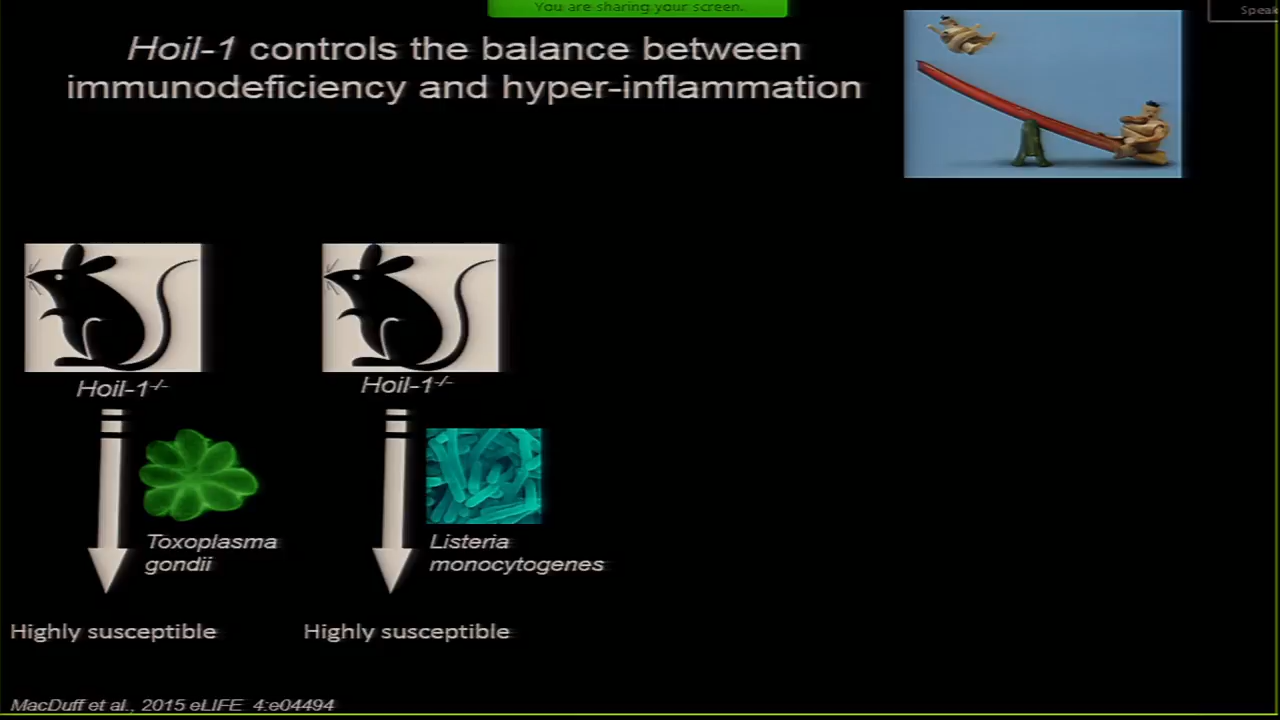 You are sharing your screen.
Speak
Hoil-1 controls the balance between
immunodeficiency and hyper-inflammation
Hoil-1-/-
Hoil-1-/-
Toxoplasma
gondii
Listeria
monocytogenes
Highly susceptible
Highly susceptible
MacDuff et al., 2015 eLIFE 4:e04494